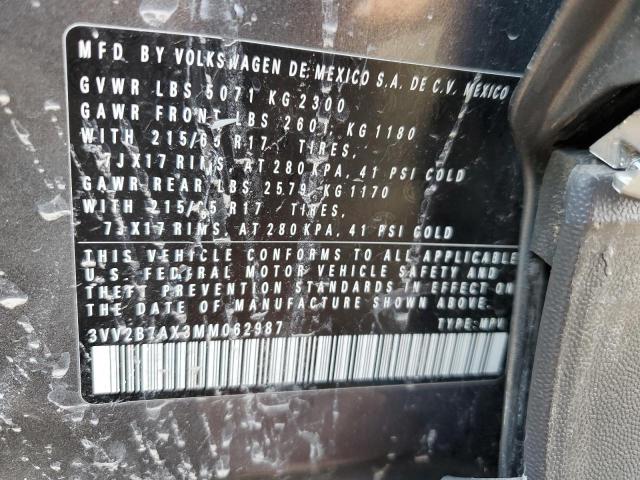 MFD. BY VOLKSWAGEN DE MEXICO S.A. DE C.V. MEXICO
GVWR LBS 5071 KG 2300
GAWR FRONT LBS 2601, KG 1180
WITH 215/65 R17 TIRES,
7JX17 RIMS, AT 280 KPA, 41 PSI COLD
GAWR REAR LBS 2579, KG 1170
WITH 215/65 R17 TIRES,
7JX17 RIMS, AT 280 KPA, 41 PSI COLD
THIS VEHICLE CONFORMS TO ALL APPLICABLE
U.S. FEDERAL MOTOR VEHICLE SAFETY AND
THEFT PREVENTION STANDARDS IN EFFECT ON
THE DATE OF MANUFACTURE SHOWN ABOVE.
3VV2B7AX3MM062987 TYPE: MPV